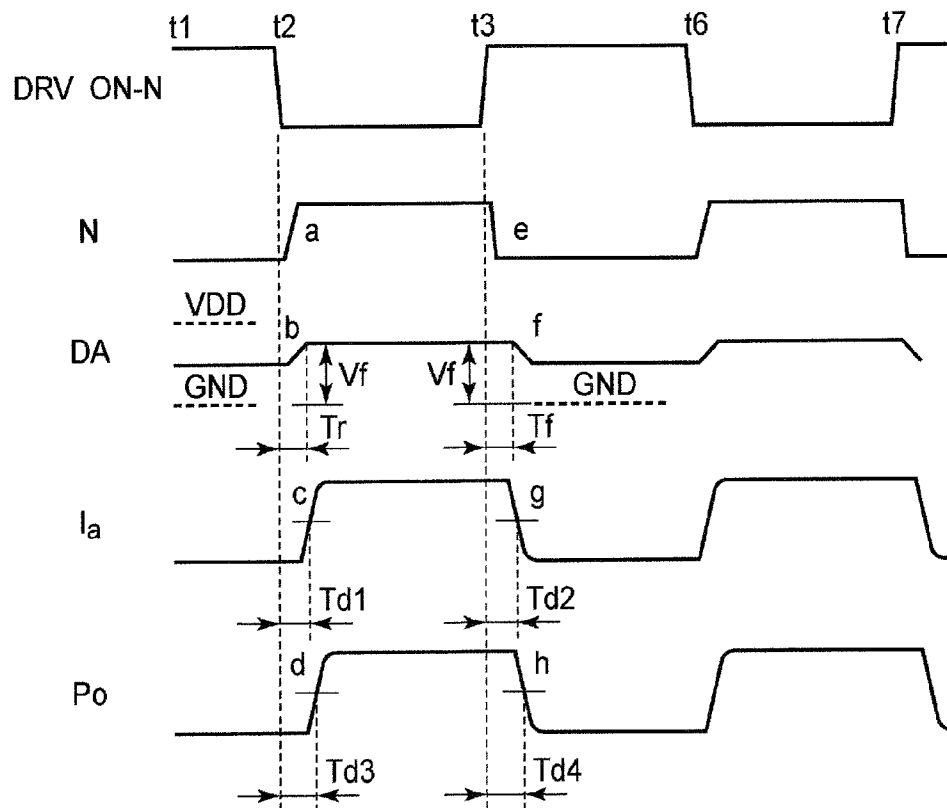 t1 t2 t3 t6 t7
DRV ON-N
N a e
VDD
DA b f
Vf Vf
GND GND
Tr Tf
Ia c g
Td1 Td2
Po d h
Td3 Td4